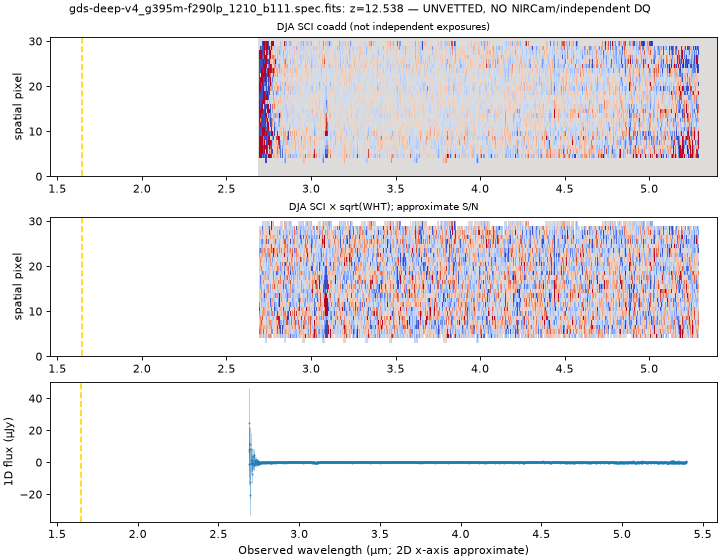 gds-deep-v4_g395m-f290lp_1210_b111.spec.fits: z=12.538 — UNVETTED, NO NIRCam/independent DQ
DJA SCI coadd (not independent exposures)
spatial pixel
30
20
10
0
1.5 2.0 2.5 3.0 3.5 4.0 4.5 5.0
DJA SCI x sqrt(WHT); approximate S/N
spatial pixel
30
20
10
0
1.5 2.0 2.5 3.0 3.5 4.0 4.5 5.0
1D flux (μJy)
40
20
0
−20
1.5 2.0 2.5 3.0 3.5 4.0 4.5 5.0 5.5
Observed wavelength (μm; 2D x-axis approximate)